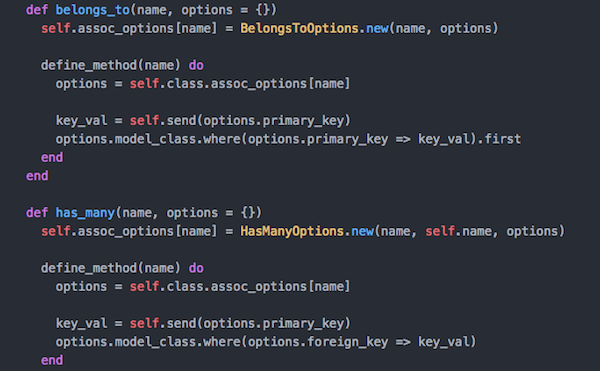 def belongs_to(name, options = {})
  self.assoc_options[name] = BelongsToOptions.new(name, options)

  define_method(name) do
    options = self.class.assoc_options[name]

    key_val = self.send(options.primary_key)
    options.model_class.where(options.primary_key => key_val).first
  end
end

def has_many(name, options = {})
  self.assoc_options[name] = HasManyOptions.new(name, self.name, options)

  define_method(name) do
    options = self.class.assoc_options[name]

    key_val = self.send(options.primary_key)
    options.model_class.where(options.foreign_key => key_val)
  end